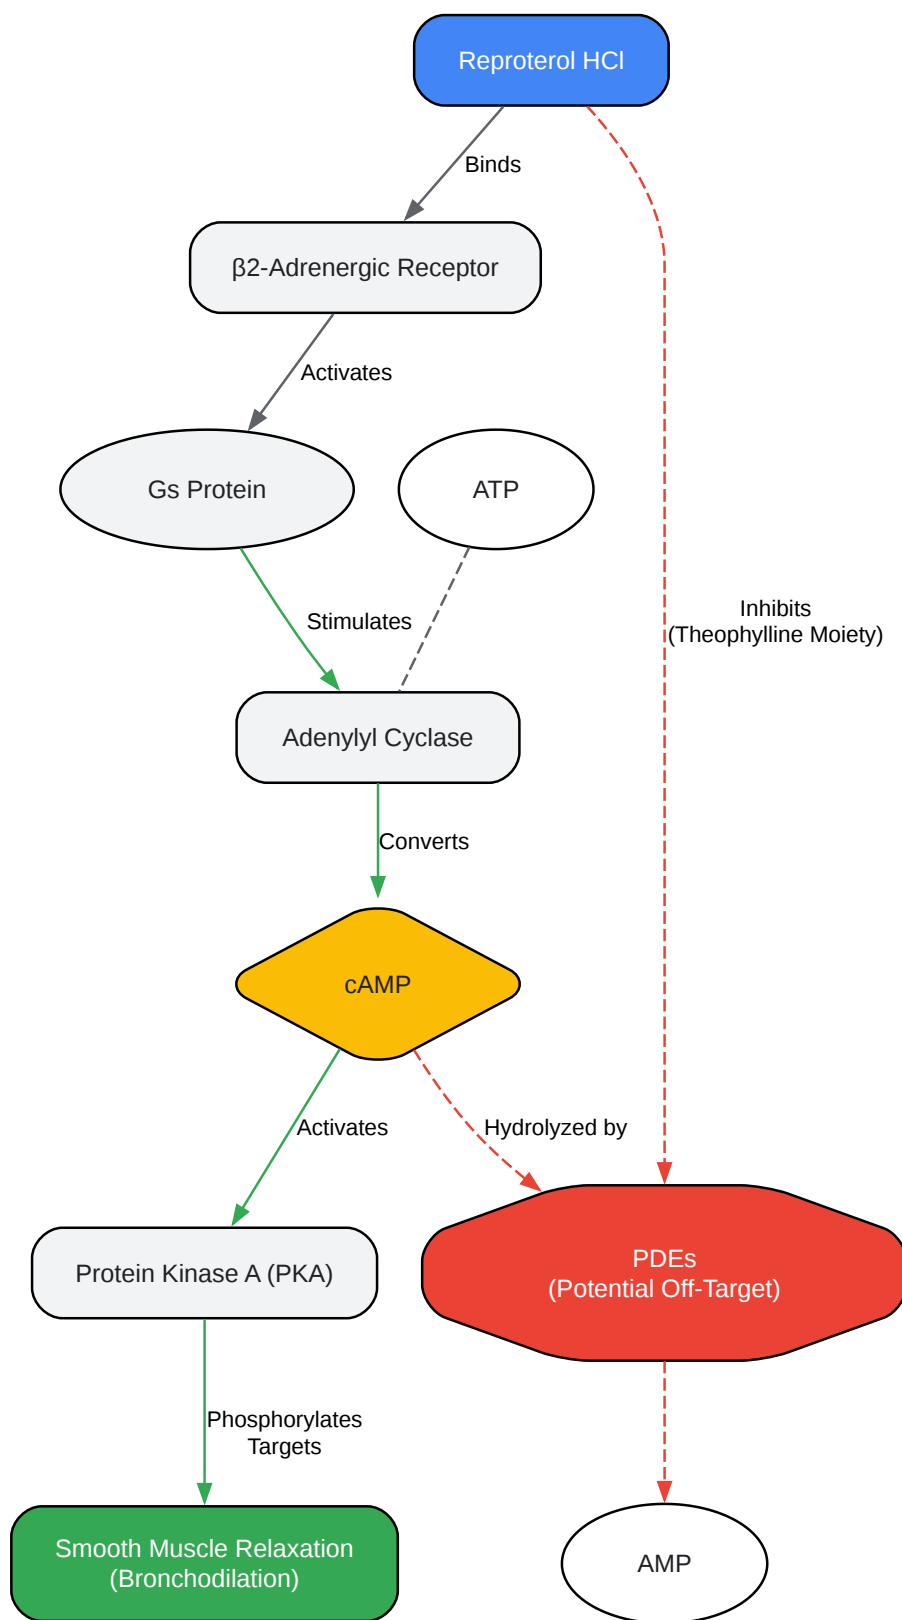 Reproterol HCl
Binds
β2-Adrenergic Receptor
Activates
Gs Protein
ATP
Stimulates
Inhibits
(Theophylline Moiety)
Adenylyl Cyclase
Converts
cAMP
Activates
Hydrolyzed by
Protein Kinase A (PKA)
PDEs
(Potential Off-Target)
Phosphorylates
Targets
Smooth Muscle Relaxation
(Bronchodilation)
AMP